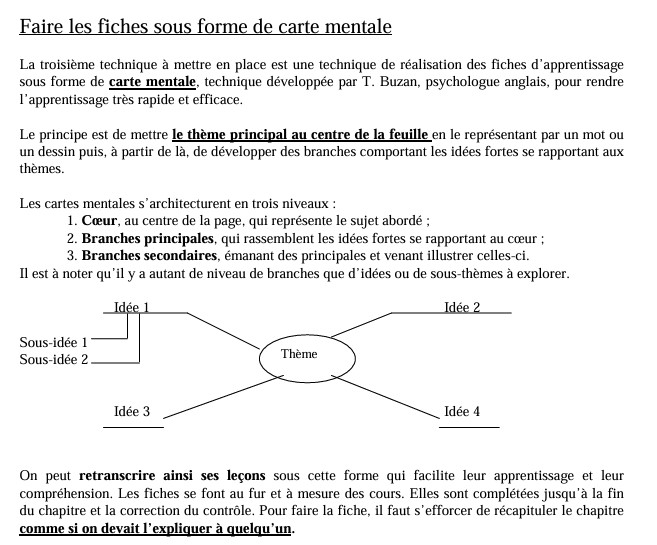 Faire les fiches sous forme de carte mentale
La troisième technique à mettre en place est une technique de réalisation des fiches d'apprentissage
sous forme de carte mentale, technique développée par T. Buzan, psychologue anglais, pour rendre
l'apprentissage très rapide et efficace.
Le principe est de mettre le thème principal au centre de la feuille en le représentant par un mot ou
un dessin puis, à partir de là, de développer des branches comportant les idées fortes se rapportant aux
thèmes.
Les cartes mentales s'architecturent en trois niveaux :
1. Cœur, au centre de la page, qui représente le sujet abordé ;
2. Branches principales, qui rassemblent les idées fortes se rapportant au cœur ;
3. Branches secondaires, émanant des principales et venant illustrer celles-ci.
Il est à noter qu'il y a autant de niveau de branches que d'idées ou de sous-thèmes à explorer.
Idée 1
Idée 2
Sous-idée 1
Sous-idée 2
Thème
Idée 3
Idée 4
On peut retranscrire ainsi ses leçons sous cette forme qui facilite leur apprentissage et leur
compréhension. Les fiches se font au fur et à mesure des cours. Elles sont complétées jusqu'à la fin
du chapitre et la correction du contrôle. Pour faire la fiche, il faut s'efforcer de récapituler le chapitre
comme si on devait l'expliquer à quelqu'un.